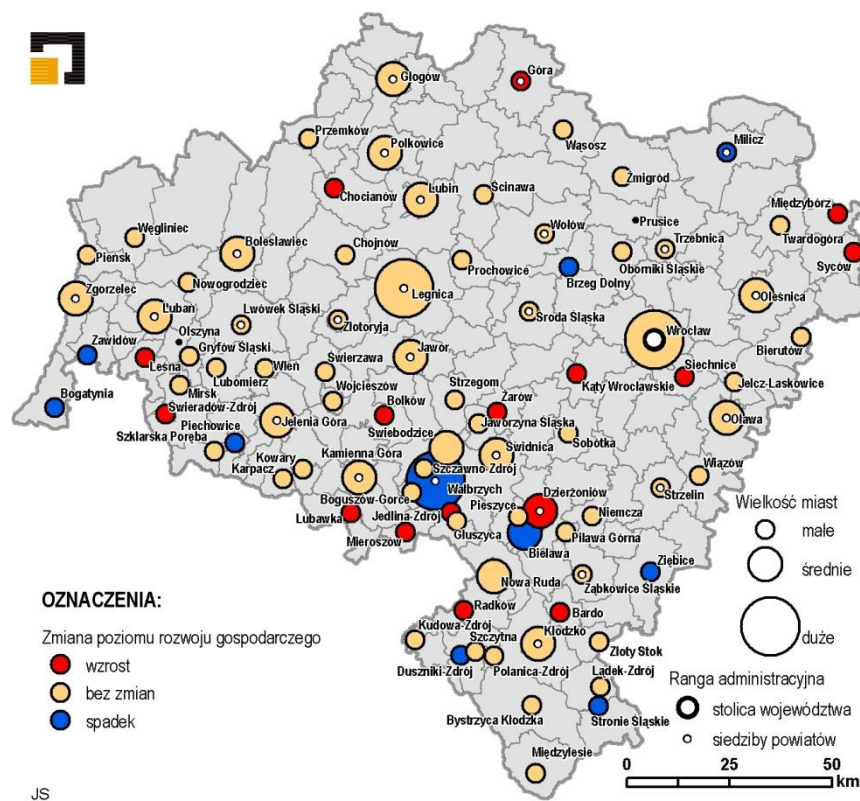 Głogów
Góra
Przemków
Wąsosz
Polkowice
Milicz
Żmigród
Chocianów
Lubin
Ścinawa
Międzybórz
Prusice
Wołów
Twardogóra
Węgliniec
Trzebnica
Bolesławiec
Chojnów
Syców
Pieńsk
Prochowice
Oborniki Śląskie
Brzeg Dolny
Nowogrodziec
Zgorzelec
Legnica
Oleśnica
Lubań
Lwówek Śląski
Złotoryja
Środa Śląska
Wrocław
Olszyna
Zawidów
Gryfów Śląski
Jawor
Bierutów
Leśna
Wleń
Świerzawa
Siechnice
Lubomierz
Kąty Wrocławskie
Jelcz-Laskowice
Mirsk
Wojcieszów
Strzegom
Bogatynia
Żarów
Świeradów-Zdrój
Bolków
Piechowice
Jaworzyna Śląska
Oława
Szklarska Poręba
Jelenia Góra
Świebodzice
Sobótka
Świdnica
Kamienna Góra
Kowary
Szczawno-Zdrój
Wiązów
Karpacz
Wałbrzych
Strzelin
Boguszów-Gorce
Dzierżoniów
Pieszyce
Jedlina-Zdrój
Niemcza
Lubawka
Głuszyca
Mieroszów
Piława Górna
Bielawa
Ziębice
Nowa Ruda
Ząbkowice Śląskie
Radków
Bardo
Kudowa-Zdrój
Szczytna
Kłodzko
Złoty Stok
Duszniki-Zdrój
Polanica-Zdrój
Lądek-Zdrój
Bystrzyca Kłodzka
Stronie Śląskie
Międzylesie
Wielkość miast
małe
średnie
duże
Ranga administracyjna
stolica województwa
siedziby powiatów
0 25 50
km
OZNACZENIA:
Zmiana poziomu rozwoju gospodarczego
wzrost
bez zmian
spadek
JS